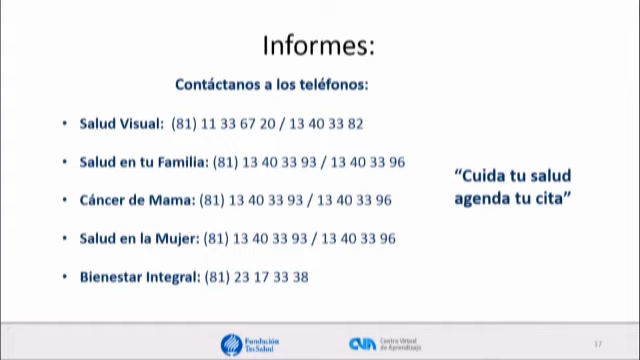 Informes:
Contáctanos a los teléfonos:
• Salud Visual: (81) 11 33 67 20 / 13 40 33 82
• Salud en tu Familia: (81) 13 40 33 93 / 13 40 33 96
• Cáncer de Mama: (81) 13 40 33 93 / 13 40 33 96
• Salud en la Mujer: (81) 13 40 33 93 / 13 40 33 96
• Bienestar Integral: (81) 23 17 33 38
“Cuida tu salud
agenda tu cita”
Fundación
TecSalud
CVA
Centro Virtual
de Aprendizaje
17